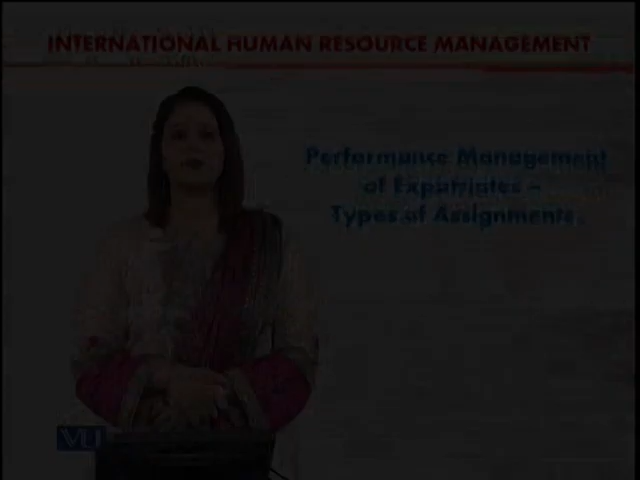 INTERNATIONAL HUMAN RESOURCE MANAGEMENT
Performance Management
of Expatriates –
Types of Assignments
VU